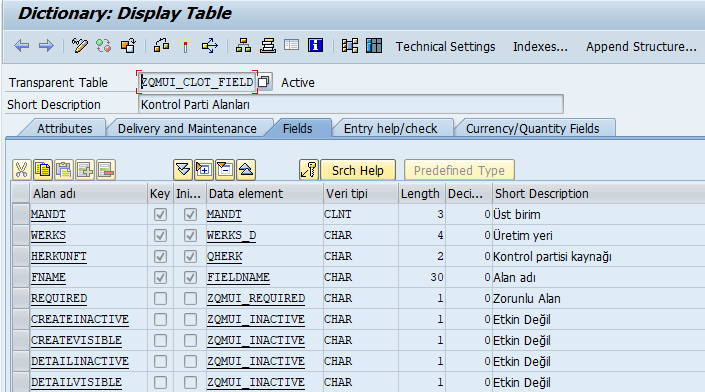 Dictionary: Display Table
Technical Settings Indexes... Append Structure...
Transparent Table ZQMUI_CLOT_FIELD Active
Short Description Kontrol Parti Alanları
Attributes Delivery and Maintenance Fields Entry help/check Currency/Quantity Fields
Srch Help Predefined Type
Alan adı Key Ini... Data element Veri tipi Length Deci... Short Description
MANDT MANDT CLNT 3 0 Üst birim
WERKS WERKS_D CHAR 4 0 Üretim yeri
HERKUNFT QHERK CHAR 2 0 Kontrol partisi kaynağı
FNAME FIELDNAME CHAR 30 0 Alan adı
REQUIRED ZQMUI_REQUIRED CHAR 1 0 Zorunlu Alan
CREATEINACTIVE ZQMUI_INACTIVE CHAR 1 0 Etkin Değil
CREATEVISIBLE ZQMUI_INACTIVE CHAR 1 0 Etkin Değil
DETAILINACTIVE ZQMUI_INACTIVE CHAR 1 0 Etkin Değil
DETAILVISIBLE ZQMUI_INACTIVE CHAR 1 0 Etkin Değil